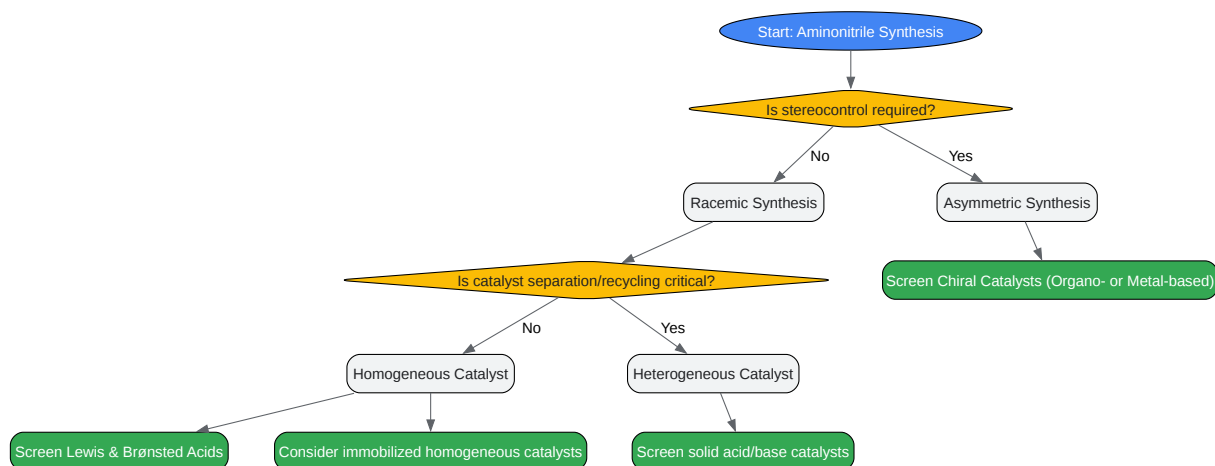 Start: Aminonitrile Synthesis
Is stereocontrol required?
No
Yes
Racemic Synthesis
Asymmetric Synthesis
Is catalyst separation/recycling critical?
Screen Chiral Catalysts (Organo- or Metal-based)
No
Yes
Homogeneous Catalyst
Heterogeneous Catalyst
Screen Lewis & Brønsted Acids
Consider immobilized homogeneous catalysts
Screen solid acid/base catalysts